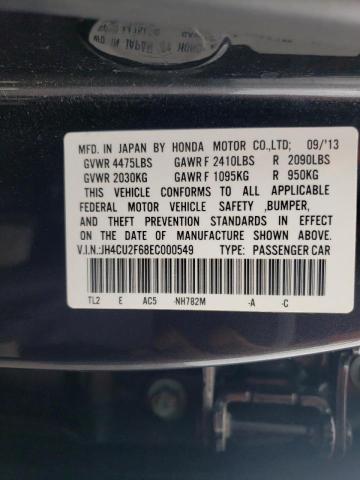 MFD. IN JAPAN BY HONDA MOTOR CO.,LTD; 09/'13
GVWR 4475LBS GAWR F 2410LBS R 2090LBS
GVWR 2030KG GAWR F 1095KG R 950KG
THIS VEHICLE CONFORMS TO ALL APPLICABLE
FEDERAL MOTOR VEHICLE SAFETY ,BUMPER,
AND THEFT PREVENTION STANDARDS IN EFFECT
ON THE DATE OF MANUFACTURE SHOWN ABOVE.
V.I.N.:JH4CU2F68EC000549 TYPE: PASSENGER CAR
TL2 E AC5 -NH782M -A -C